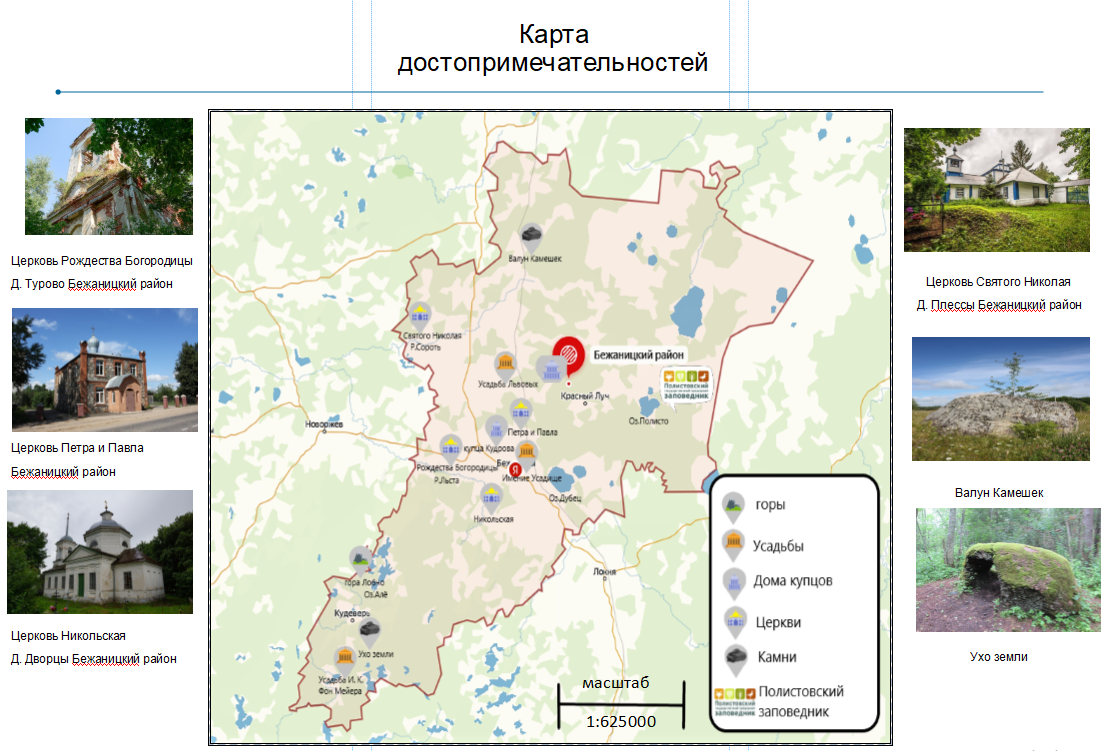 Карта
достопримечательностей
Церковь Рождества Богородицы
Д. Турово Бежаницкий район
Церковь Петра и Павла
Бежаницкий район
Церковь Никольская
Д. Дворцы Бежаницкий район
Валун Камешек
Святого Николая
Р.Сороть
Бежаницкий район
Усадьба Львовых
Красный Луч
Полистовский
заповедник
Оз.Полисто
Новоржев
Петра и Павла
купца Кудрова
Рождества Богородицы
Я
Р.Льста
Имение Усадище
Оз.Дубец
Никольская
Гора Лобно
Оз.Алё
Локня
Кудеверь
Ухо земли
Усадьба И. К.
Фон Мейера
масштаб
1:625000
горы
Усадьбы
Дома купцов
Церкви
Камни
Полистовский
заповедник
Полистовский
заповедник
Церковь Святого Николая
Д. Плессы Бежаницкий район
Валун Камешек
Ухо земли